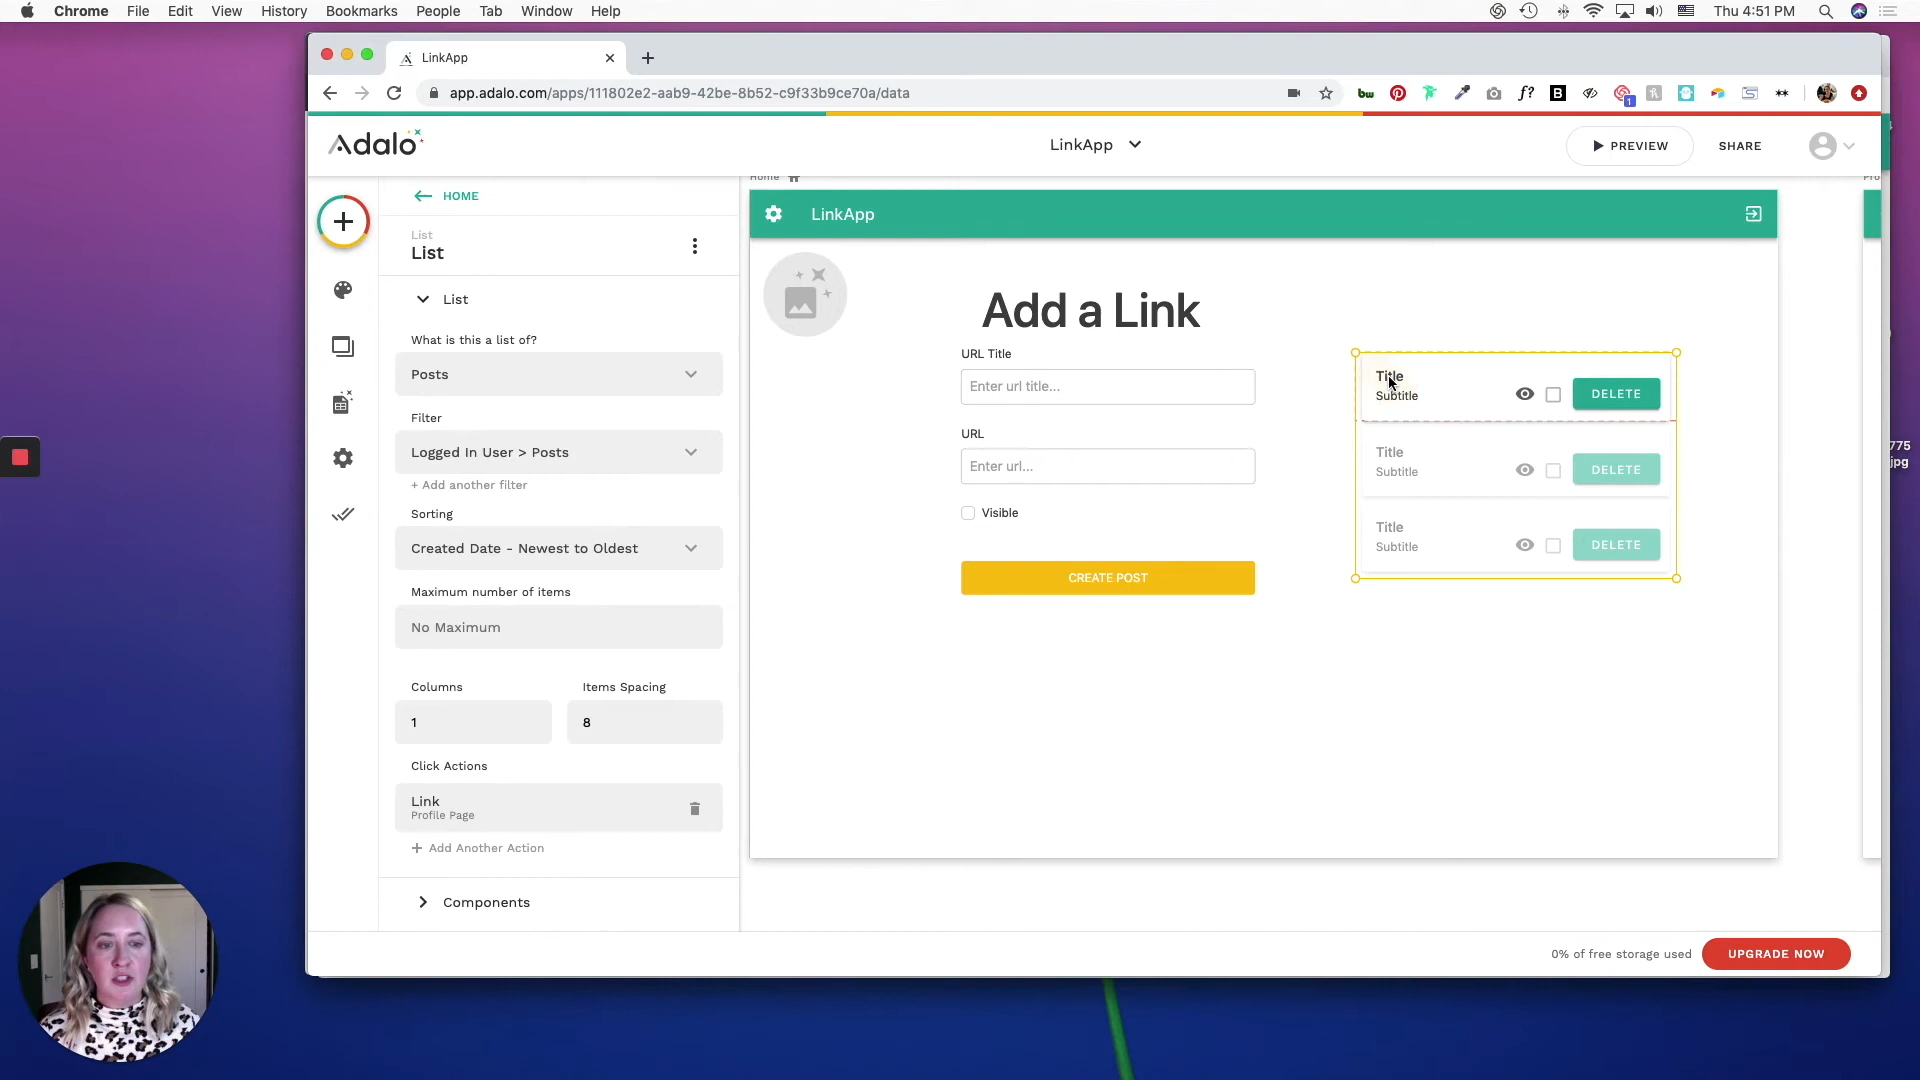 Chrome File Edit View History Bookmarks People Tab Window Help
Thu 4:51 PM
LinkApp
app.adalo.com/apps/111802e2-aab9-42be-8b52-c9f33b9ce70a/data
bw
f?
B
1
Adalo
LinkApp
PREVIEW
SHARE
HOME
List
List
List
What is this a list of?
Posts
Filter
Logged In User > Posts
+ Add another filter
Sorting
Created Date - Newest to Oldest
Maximum number of items
No Maximum
Columns
Items Spacing
1
8
Click Actions
Link
Profile Page
+ Add Another Action
Components
Home
LinkApp
Add a Link
URL Title
Enter url title...
URL
Enter url...
Visible
CREATE POST
Title
Subtitle
DELETE
Title
Subtitle
DELETE
Title
Subtitle
DELETE
775
jpg
0% of free storage used
UPGRADE NOW